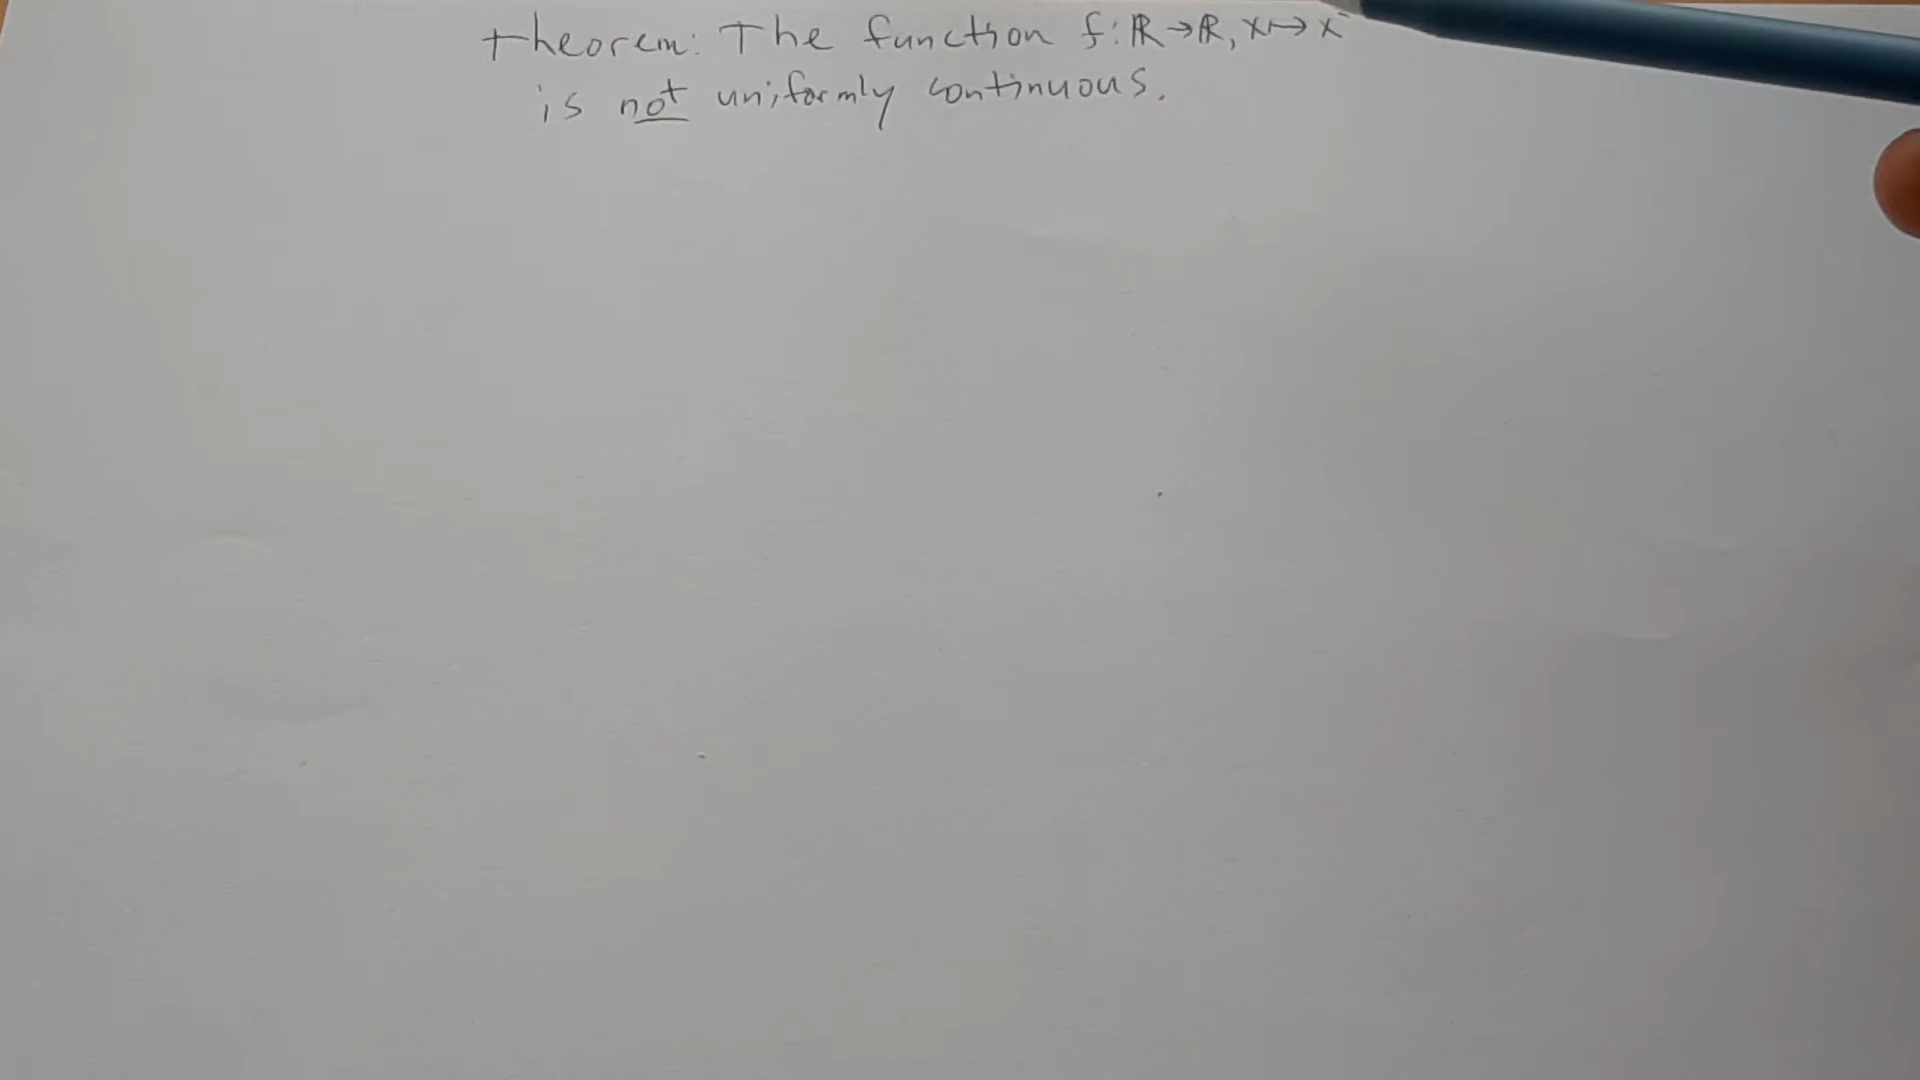 Theorem: The function f: ℝ→ℝ, x↦x
is not uniformly continuous.